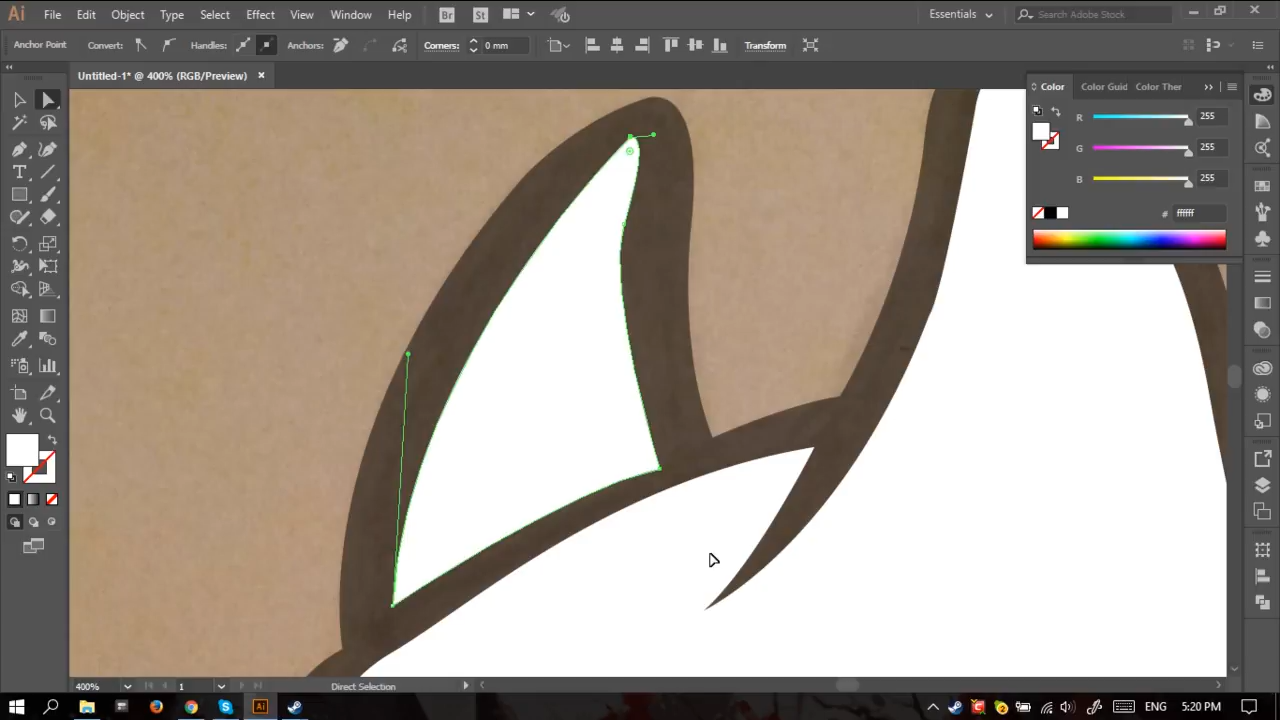 Ai File Edit Object Type Select Effect View Window Help Br St Essentials Search Adobe Stock
Anchor Point Convert: Handles: Anchors: Corners: 0 mm Transform
Untitled-1* @ 400% (RGB/Preview)
Color Color Guid Color Ther
R 255
G 255
B 255
# ffffff
400% 1 Direct Selection
Ai ENG 5:20 PM